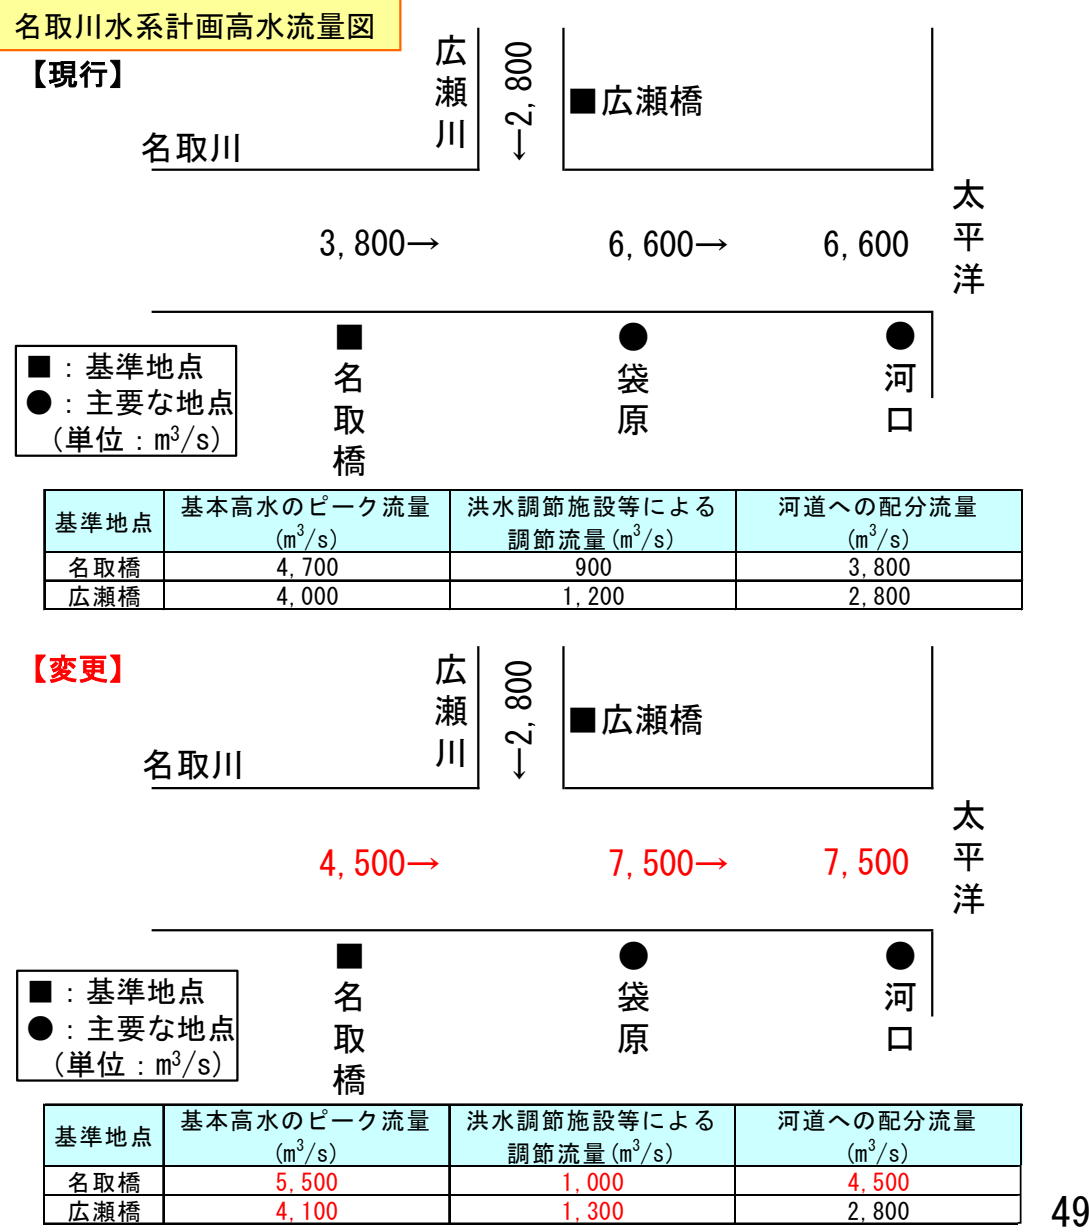 名取川水系計画高水流量図
【現行】
広瀬川
←2,800
■広瀬橋
名取川
太平洋
3,800→
6,600→
6,600
■
名取橋
●
袋原
●
河口
■：基準地点
●：主要な地点
(単位：m³/s)
基準地点 基本高水のピーク流量(m³/s) 洪水調節施設等による調節流量(m³/s) 河道への配分流量(m³/s)
名取橋 4,700 900 3,800
広瀬橋 4,000 1,200 2,800
【変更】
広瀬川
←2,800
■広瀬橋
名取川
太平洋
4,500→
7,500→
7,500
■
名取橋
●
袋原
●
河口
■：基準地点
●：主要な地点
(単位：m³/s)
基準地点 基本高水のピーク流量(m³/s) 洪水調節施設等による調節流量(m³/s) 河道への配分流量(m³/s)
名取橋 5,500 1,000 4,500
広瀬橋 4,100 1,300 2,800
49